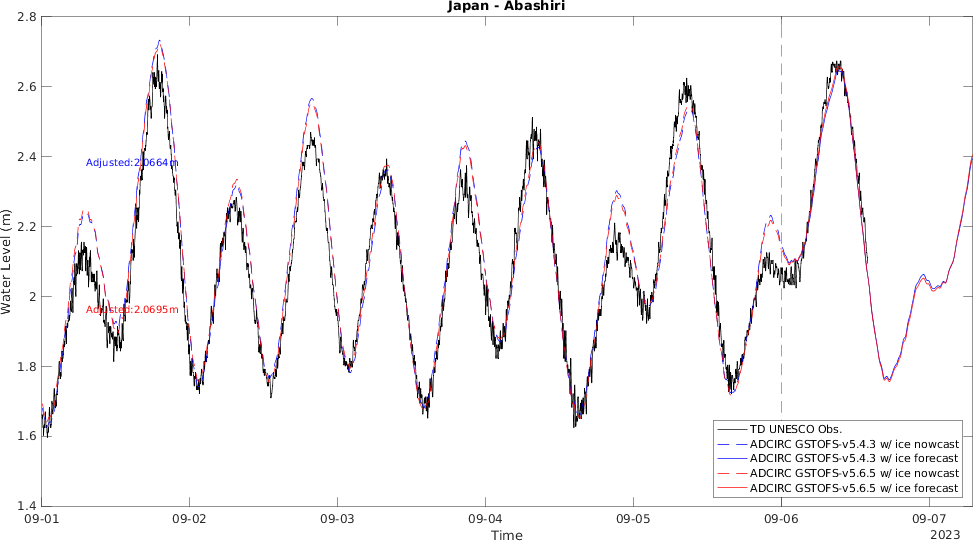 Japan - Abashiri
2.8
2.6
2.4
2.2
2
1.8
1.6
1.4
Water Level (m)
Adjusted:2.0664m
Adjusted:2.0695m
TD UNESCO Obs.
ADCIRC GSTOFS-v5.4.3 w/ ice nowcast
ADCIRC GSTOFS-v5.4.3 w/ ice forecast
ADCIRC GSTOFS-v5.6.5 w/ ice nowcast
ADCIRC GSTOFS-v5.6.5 w/ ice forecast
09-01 09-02 09-03 09-04 09-05 09-06 09-07
Time
2023